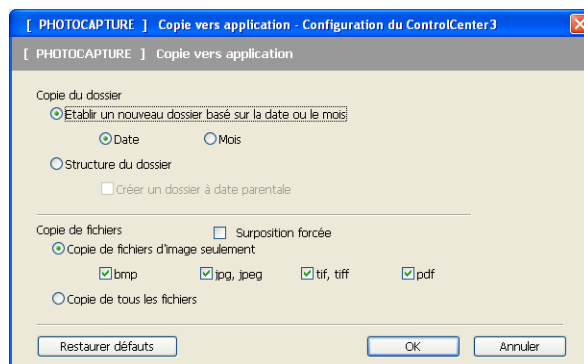 [ PHOTOCAPTURE ] Copie vers application - Configuration du ControlCenter3
[ PHOTOCAPTURE ] Copie vers application
Copie du dossier
Etablir un nouveau dossier basé sur la date ou le mois
Date Mois
Structure du dossier
Créer un dossier à date parentale
Copie de fichiers Surposition forcée
Copie de fichiers d'image seulement
bmp jpg, jpeg tif, tiff pdf
Copie de tous les fichiers
Restaurer défauts OK Annuler